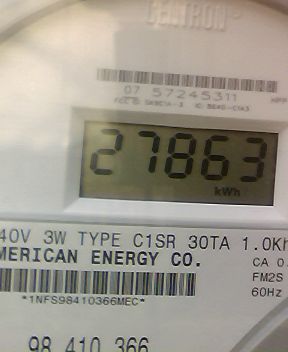 CENTRON
07 57245311
27863
kWh
40V 3W TYPE C1SR 30TA 1.0Kh
MERICAN ENERGY CO.
CA 0.
FM2S
60Hz
*1NFS98410366MEC*
98 410 366